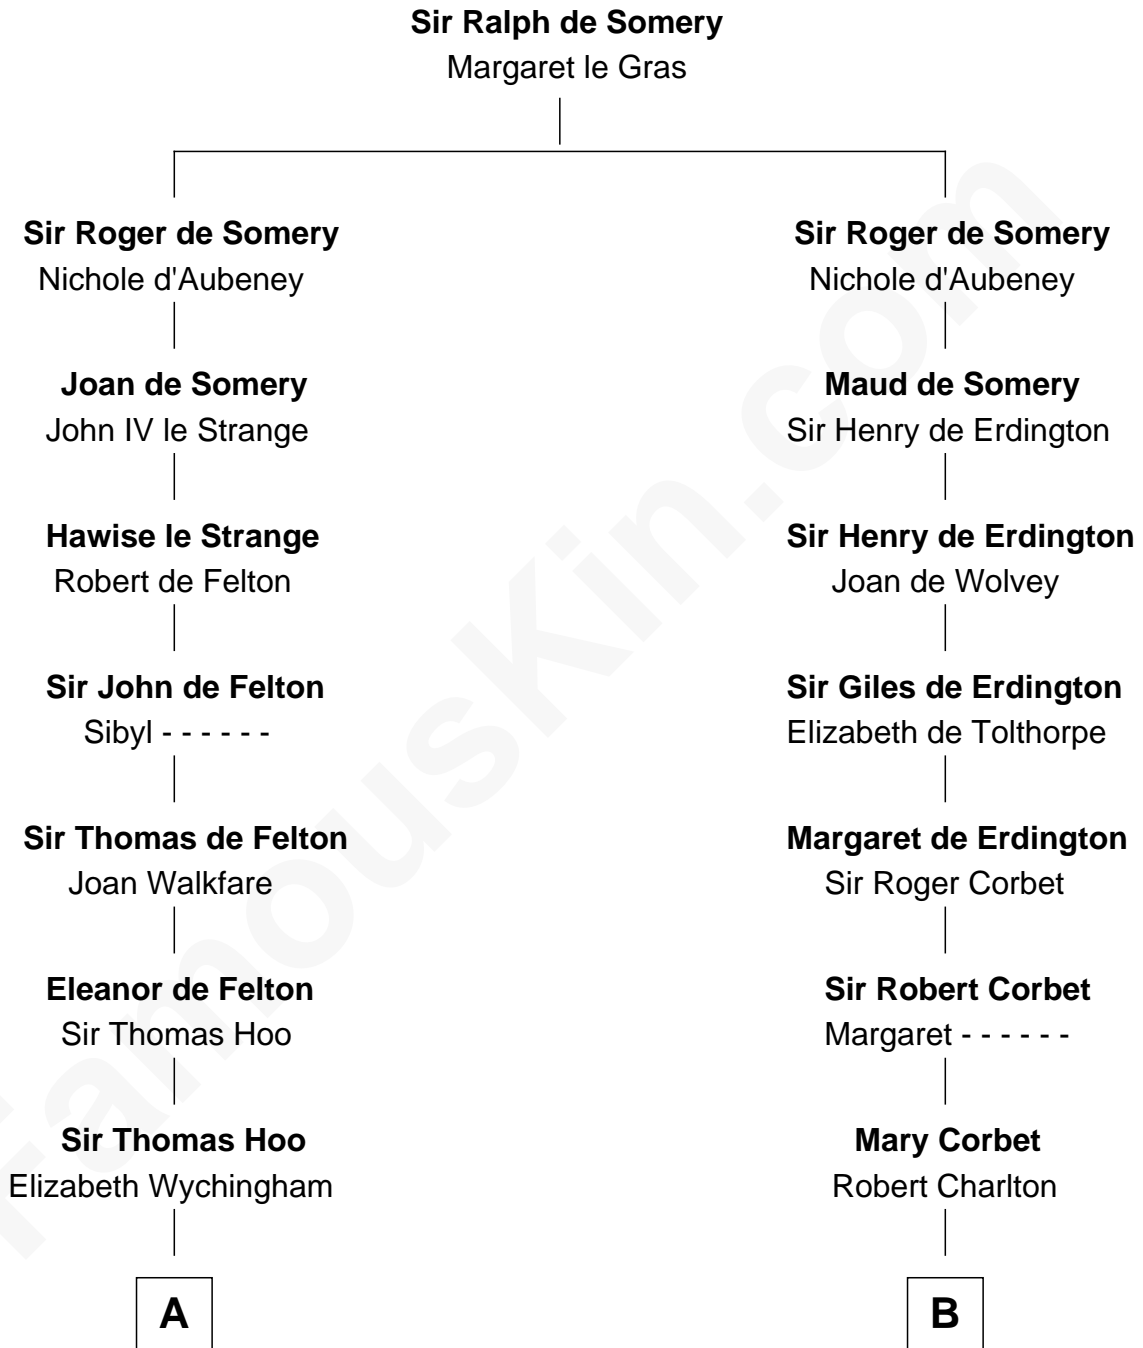 Sir Ralph de Somery
Margaret le Gras
Sir Roger de Somery
Nichole d'Aubeney
Sir Roger de Somery
Nichole d'Aubeney
Joan de Somery
John IV le Strange
Maud de Somery
Sir Henry de Erdington
Hawise le Strange
Robert de Felton
Sir Henry de Erdington
Joan de Wolvey
Sir John de Felton
Sibyl - - - - - -
Sir Giles de Erdington
Elizabeth de Tolthorpe
Sir Thomas de Felton
Joan Walkfare
Margaret de Erdington
Sir Roger Corbet
Eleanor de Felton
Sir Thomas Hoo
Sir Robert Corbet
Margaret - - - - - -
Sir Thomas Hoo
Elizabeth Wychingham
Mary Corbet
Robert Charlton
A
B
FamousKin.com